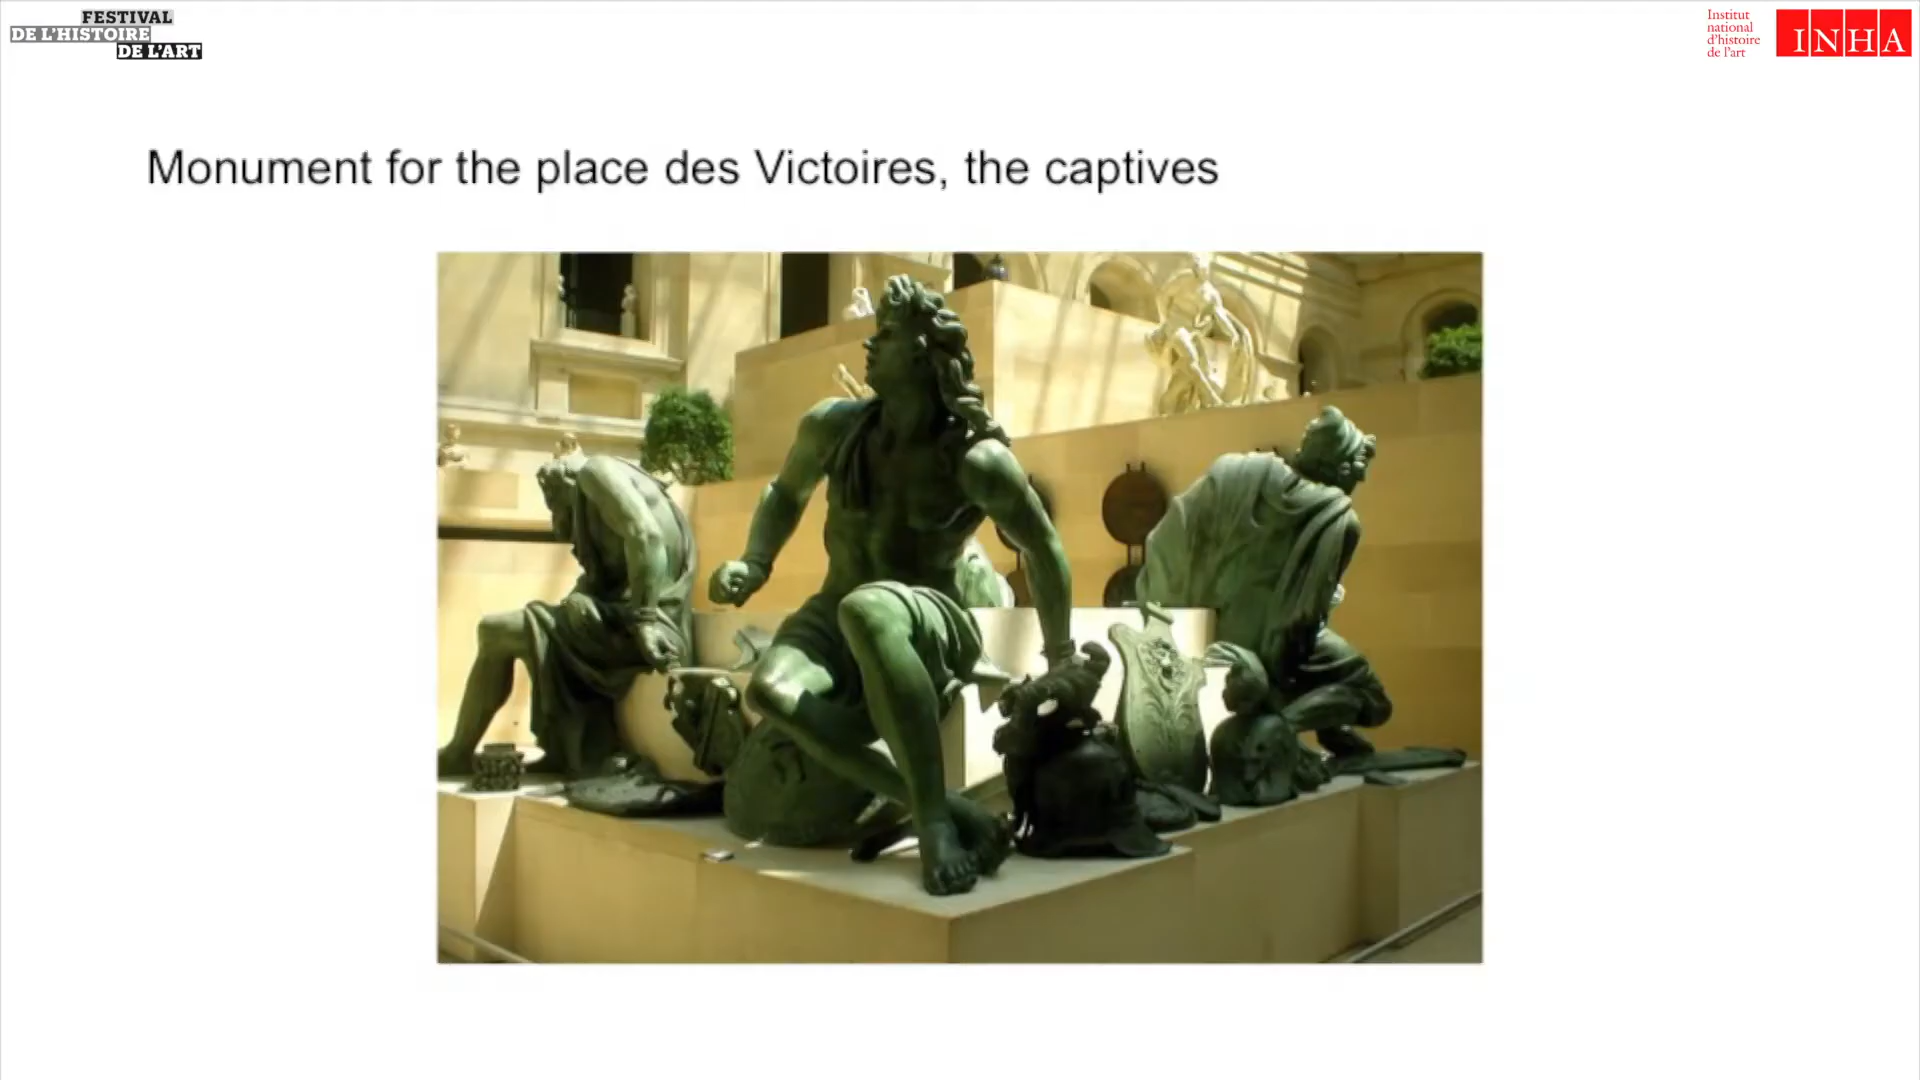 FESTIVAL
DE L'HISTOIRE
DE L'ART
Institut
national
d'histoire
de l'art
INHA
Monument for the place des Victoires, the captives